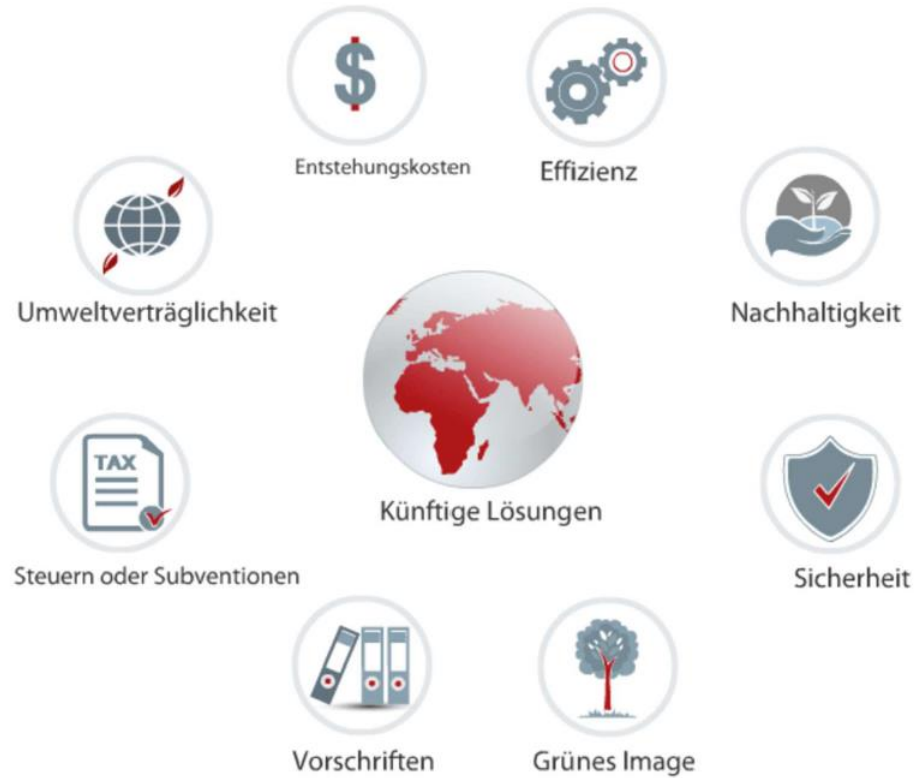 Entstehungskosten
Effizienz
Umweltverträglichkeit
Nachhaltigkeit
TAX
Künftige Lösungen
Steuern oder Subventionen
Sicherheit
Vorschriften
Grünes Image